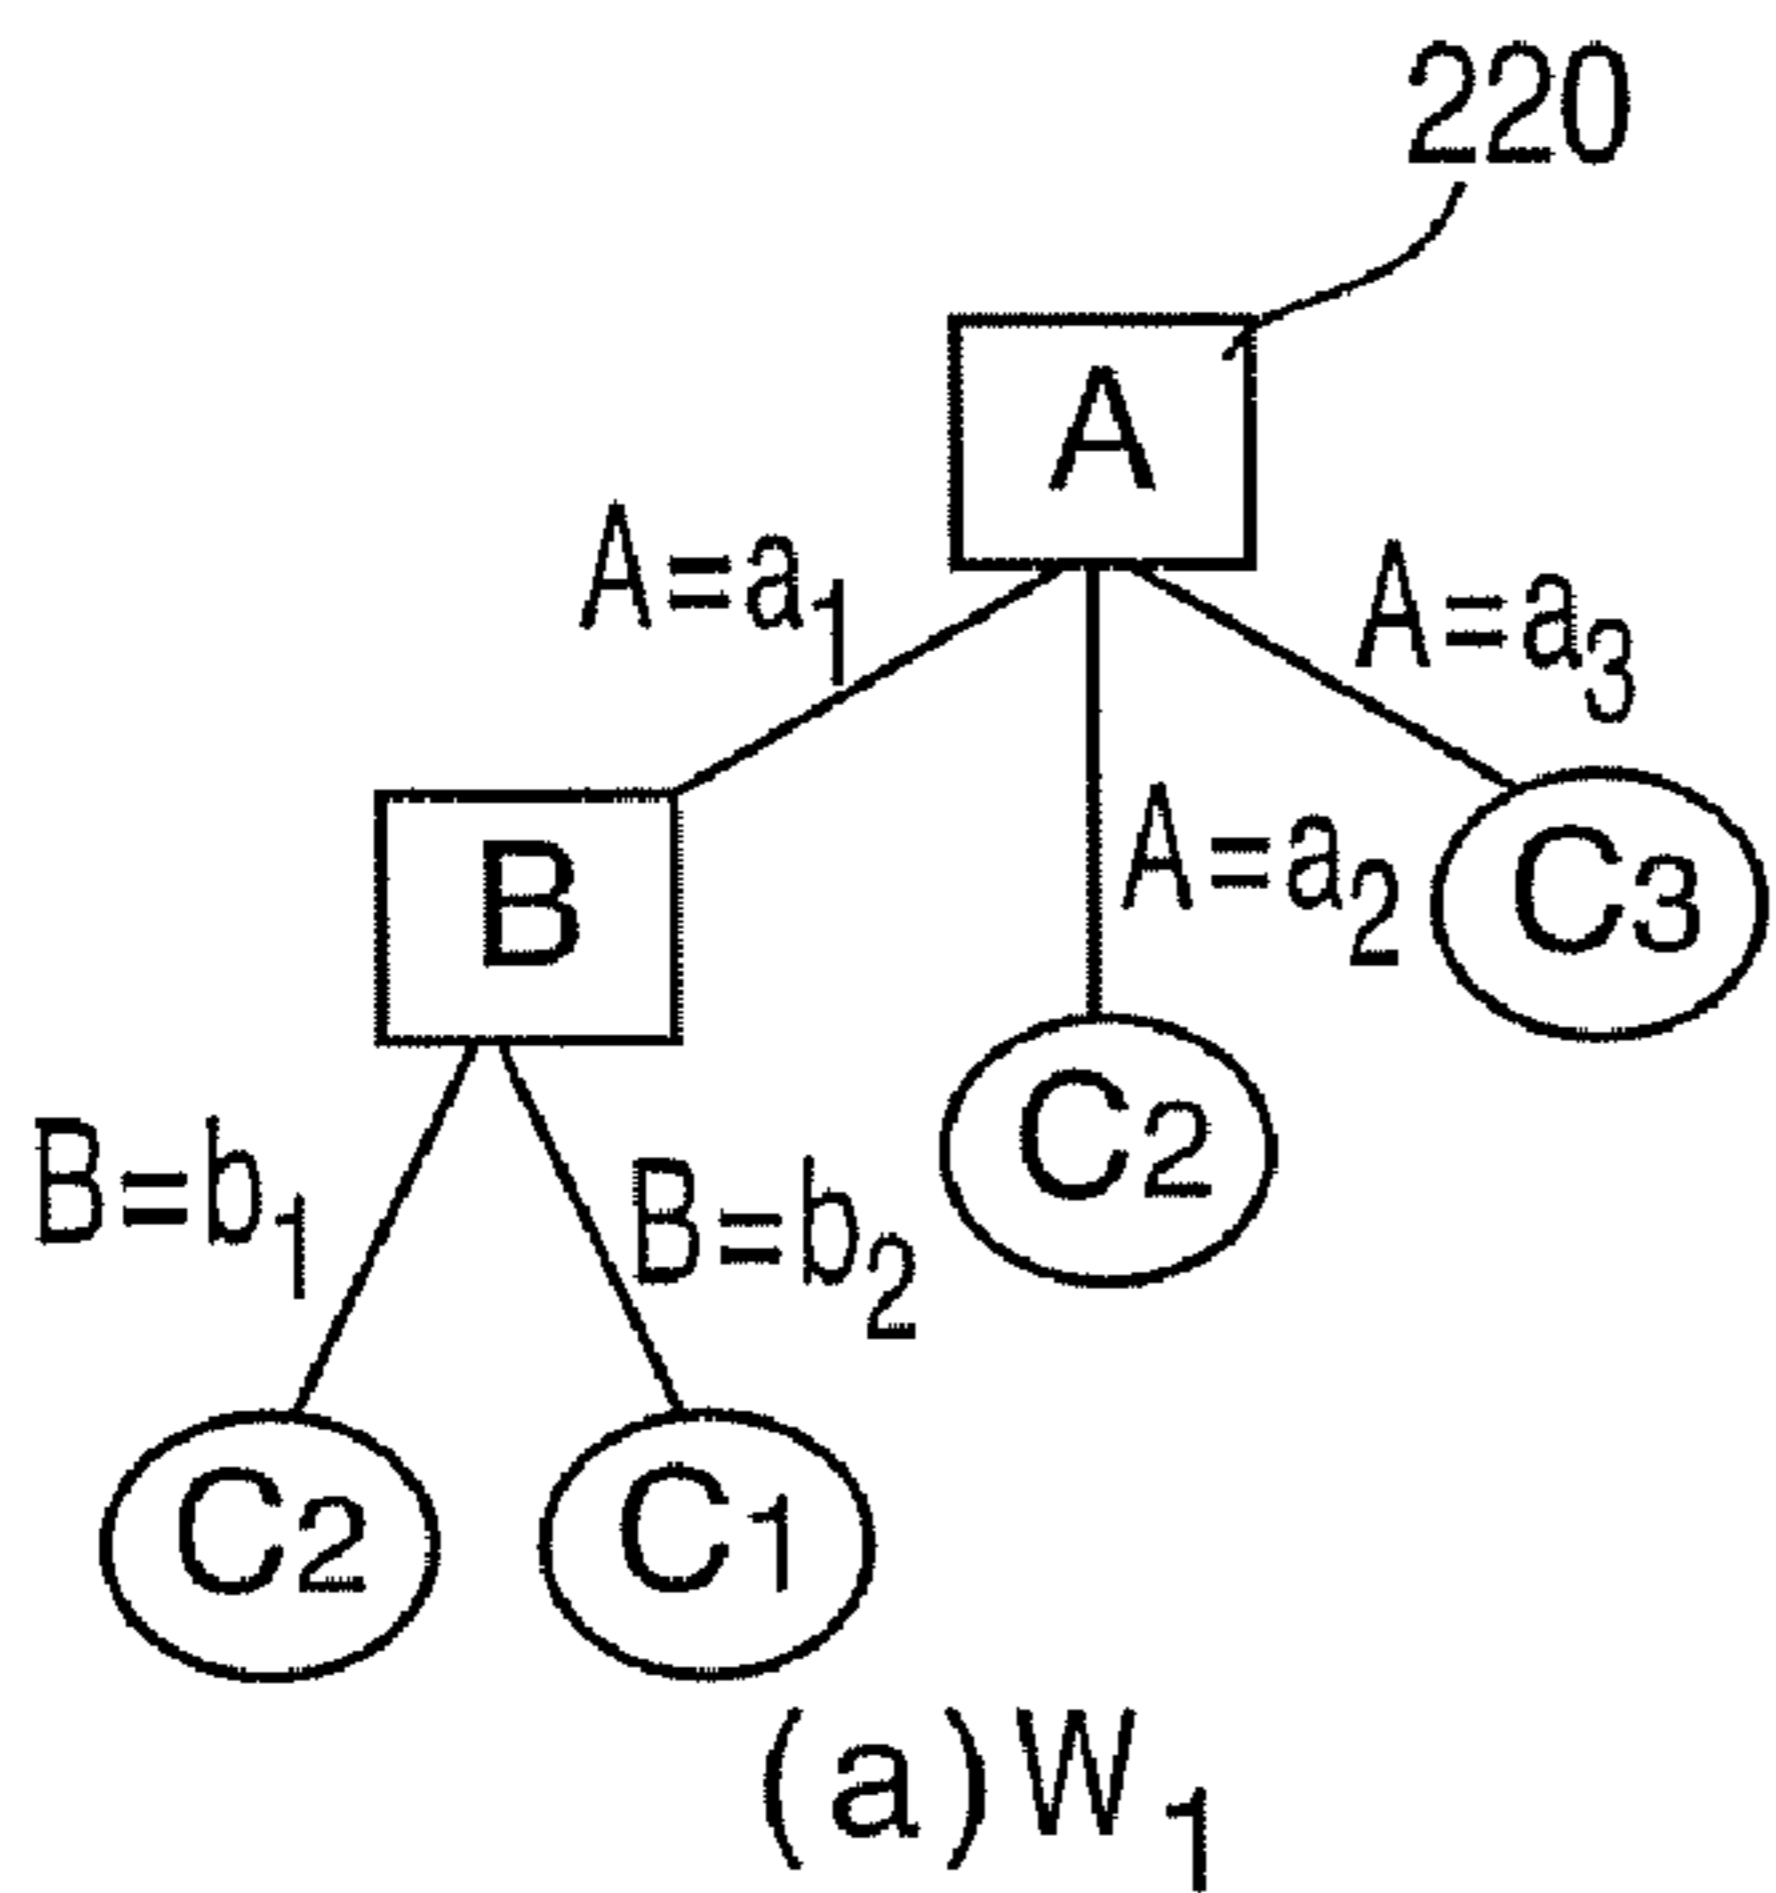 220
A
A=a₁
A=a₃
A=a₂
B
C3
C2
B=b₁
B=b₂
C2
C1
(a)W₁